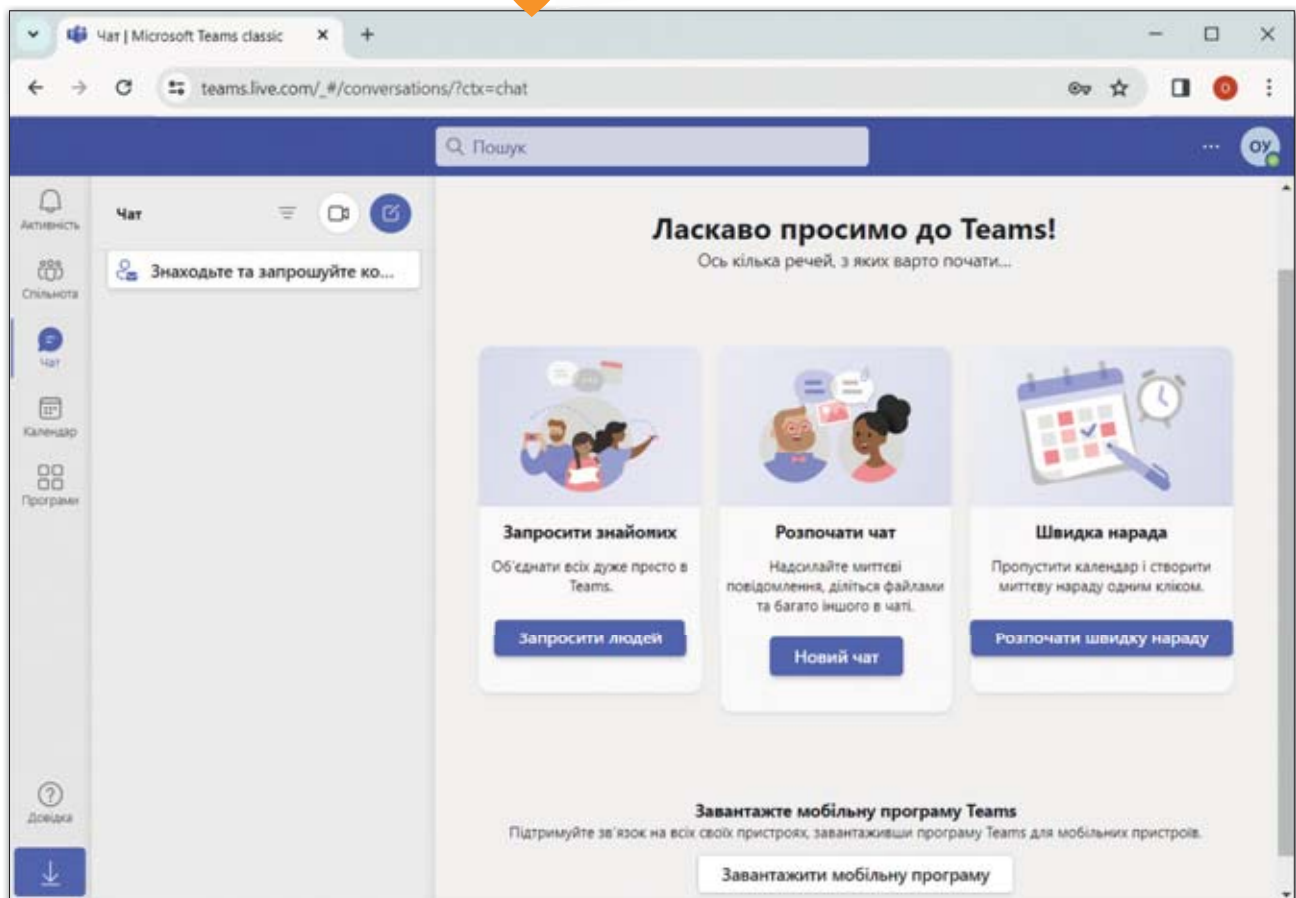 Чат | Microsoft Teams classic
teams.live.com/_#/conversations/?ctx=chat
О
Пошук
ОУ
Активність
Спільнота
Чат
Календар
Програми
Довідка
Чат
Знаходьте та запрошуйте ко...
Ласкаво просимо до Teams!
Ось кілька речей, з яких варто почати...
Запросити знайомих
Об'єднати всіх дуже просто в
Teams.
Запросити людей
Розпочати чат
Надсилайте миттєві
повідомлення, діліться файлами
та багато іншого в чаті.
Новий чат
Швидка нарада
Пропустити календар і створити
миттєву нараду одним кліком.
Розпочати швидку нараду
Завантажте мобільну програму Teams
Підтримуйте зв'язок на всіх своїх пристроях, завантаживши програму Teams для мобільних пристроїв.
Завантажити мобільну програму